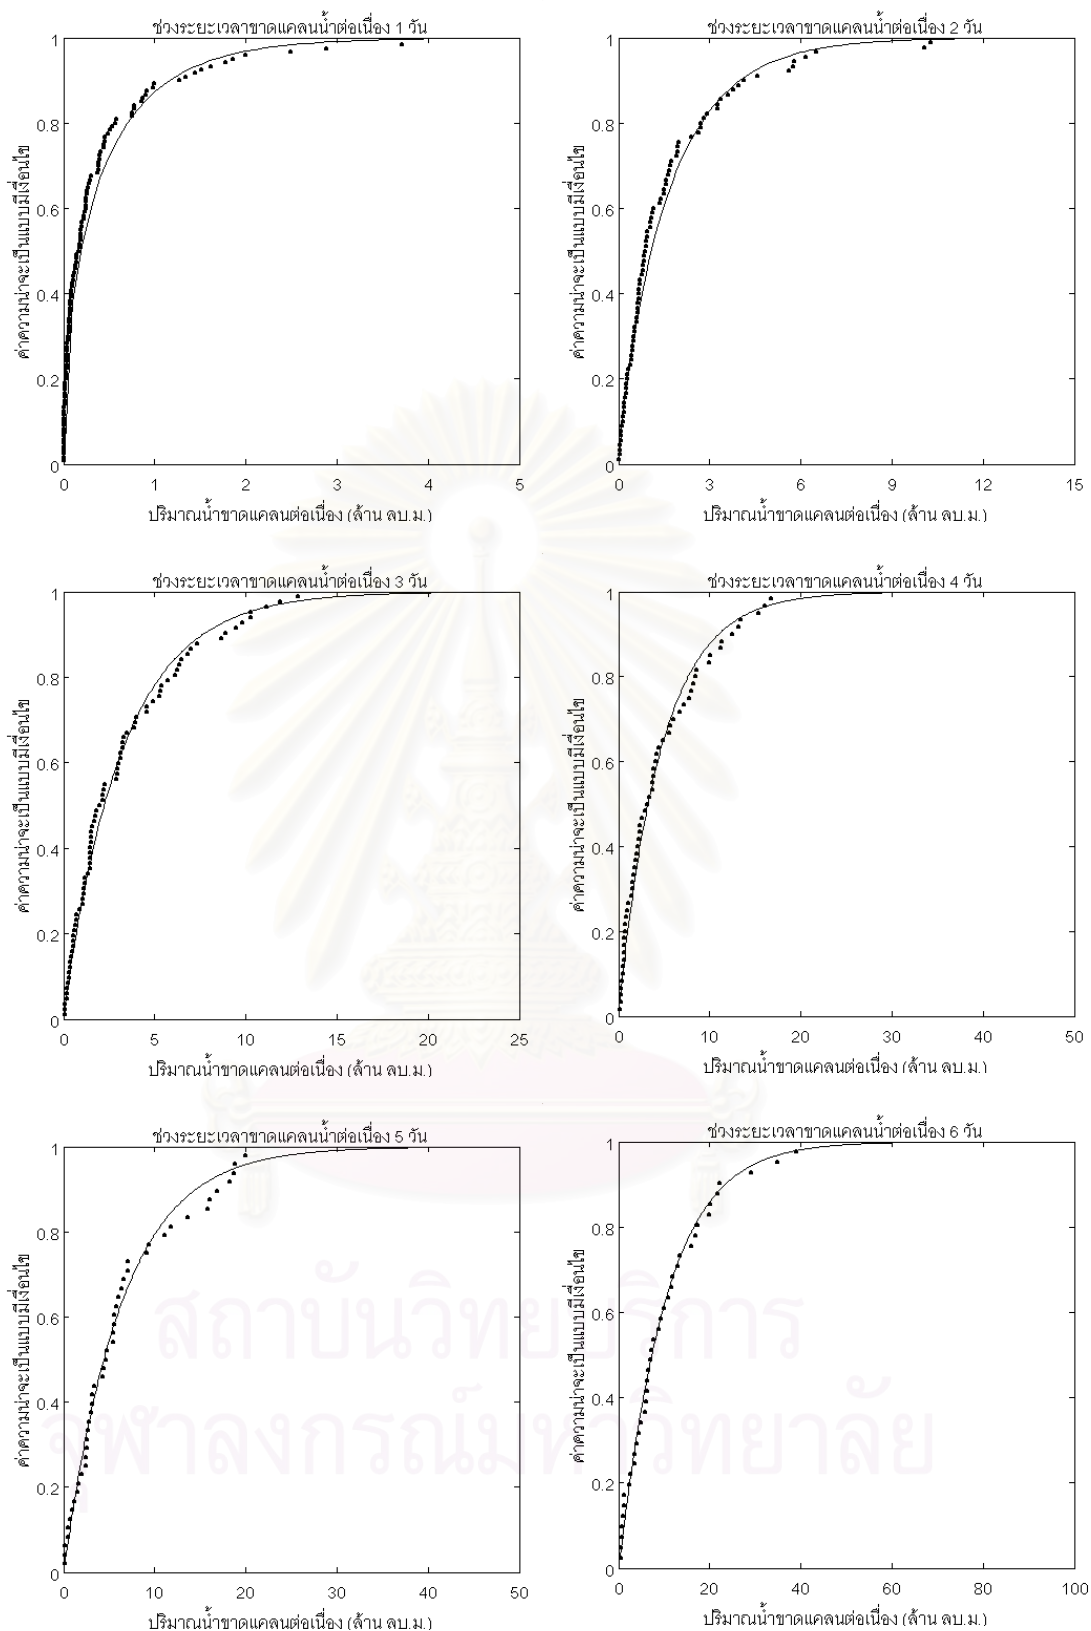 ช่วงระยะเวลาขาดแคลนน้ำต่อเนื่อง 1 วัน
ค่าความน่าจะเป็นแบบมีเงื่อนไข
1
0.8
0.6
0.4
0.2
0
0 1 2 3 4 5
ปริมาณน้ำขาดแคลนต่อเนื่อง (ล้าน ลบ.ม.)
ช่วงระยะเวลาขาดแคลนน้ำต่อเนื่อง 2 วัน
ค่าความน่าจะเป็นแบบมีเงื่อนไข
1
0.8
0.6
0.4
0.2
0
0 3 6 9 12 15
ปริมาณน้ำขาดแคลนต่อเนื่อง (ล้าน ลบ.ม.)
ช่วงระยะเวลาขาดแคลนน้ำต่อเนื่อง 3 วัน
ค่าความน่าจะเป็นแบบมีเงื่อนไข
1
0.8
0.6
0.4
0.2
0
0 5 10 15 20 25
ปริมาณน้ำขาดแคลนต่อเนื่อง (ล้าน ลบ.ม.)
ช่วงระยะเวลาขาดแคลนน้ำต่อเนื่อง 4 วัน
ค่าความน่าจะเป็นแบบมีเงื่อนไข
1
0.8
0.6
0.4
0.2
0
0 10 20 30 40 50
ปริมาณน้ำขาดแคลนต่อเนื่อง (ล้าน ลบ.ม.)
ช่วงระยะเวลาขาดแคลนน้ำต่อเนื่อง 5 วัน
ค่าความน่าจะเป็นแบบมีเงื่อนไข
1
0.8
0.6
0.4
0.2
0
0 10 20 30 40 50
ปริมาณน้ำขาดแคลนต่อเนื่อง (ล้าน ลบ.ม.)
ช่วงระยะเวลาขาดแคลนน้ำต่อเนื่อง 6 วัน
ค่าความน่าจะเป็นแบบมีเงื่อนไข
1
0.8
0.6
0.4
0.2
0
0 20 40 60 80 100
ปริมาณน้ำขาดแคลนต่อเนื่อง (ล้าน ลบ.ม.)
สถาบันวิทยบริการ
จุฬาลงกรณ์มหาวิทยาลัย